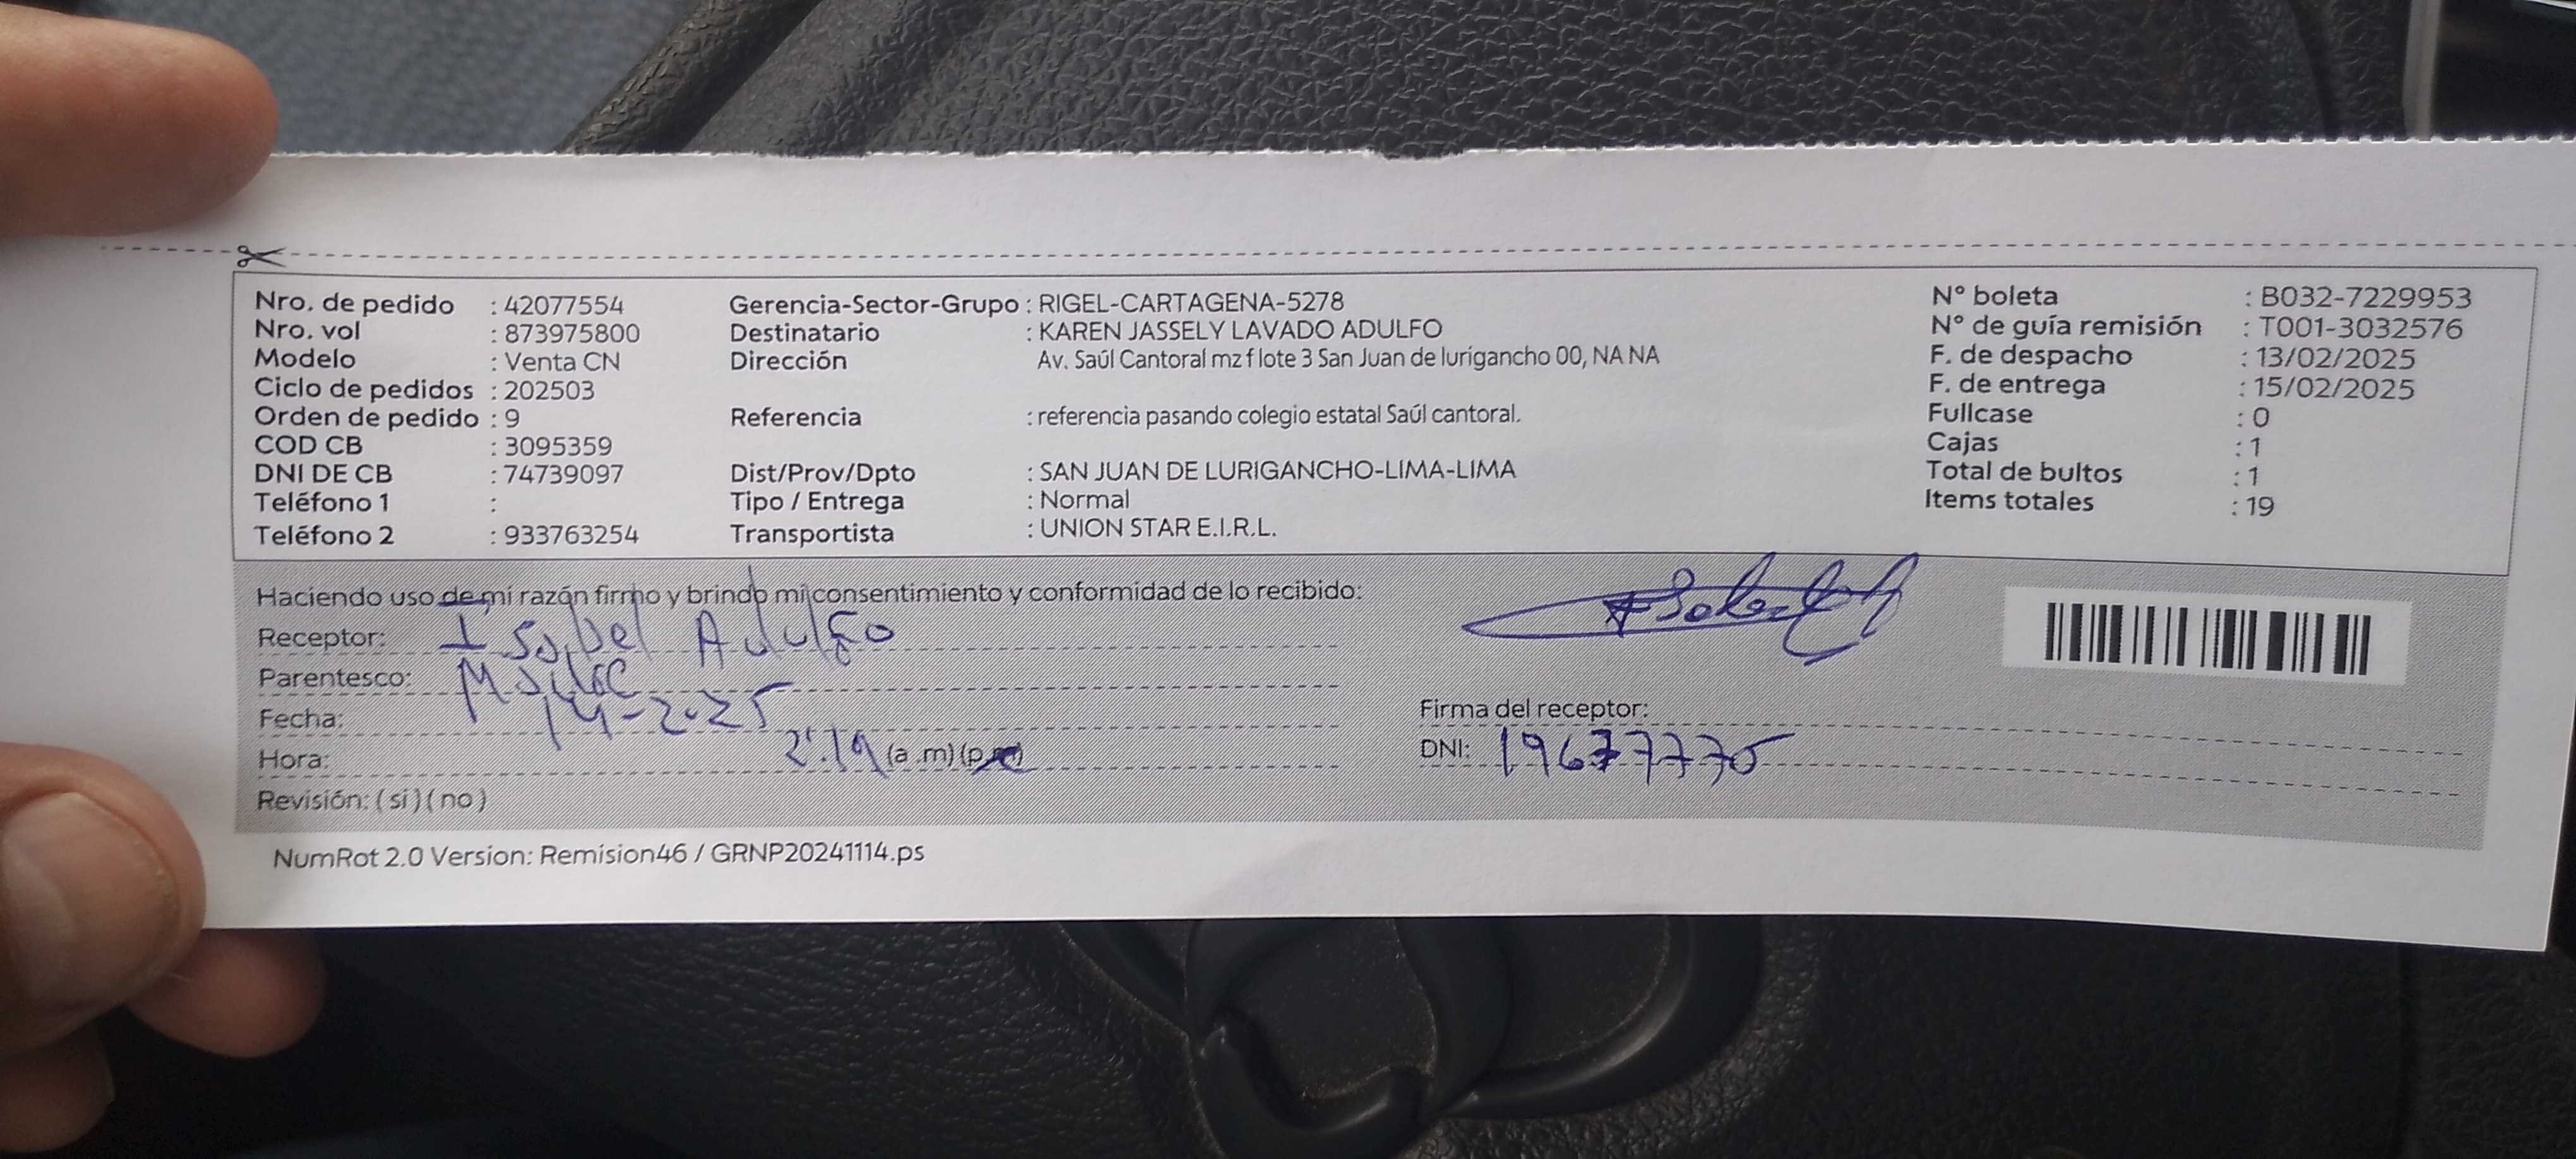 Nro. de pedido : 42077554 Gerencia-Sector-Grupo : RIGEL-CARTAGENA-5278 N° boleta : B032-7229953
Nro. vol : 873975800 Destinatario : KAREN JASSELY LAVADO ADULFO N° de guía remisión : T001-3032576
Modelo : Venta CN Dirección Av. Saúl Cantoral mz f lote 3 San Juan de lurigancho 00, NA NA F. de despacho : 13/02/2025
Ciclo de pedidos : 202503 F. de entrega : 15/02/2025
Orden de pedido : 9 Referencia : referencia pasando colegio estatal Saúl cantoral. Fullcase : 0
COD CB : 3095359 Cajas : 1
DNI DE CB : 74739097 Dist/Prov/Dpto : SAN JUAN DE LURIGANCHO-LIMA-LIMA Total de bultos : 1
Teléfono 1 : Tipo / Entrega : Normal Items totales : 19
Teléfono 2 : 933763254 Transportista : UNION STAR E.I.R.L.
Haciendo uso de mi razón firmo y brindo mi consentimiento y conformidad de lo recibido:
Receptor: Isabel Adulfo
Parentesco:
Fecha: 14-2-25 Firma del receptor:
Hora: 2:19 (a .m) (p.m) DNI: 19677775
Revisión: ( si ) ( no )
NumRot 2.0 Version: Remision46 / GRNP20241114.ps